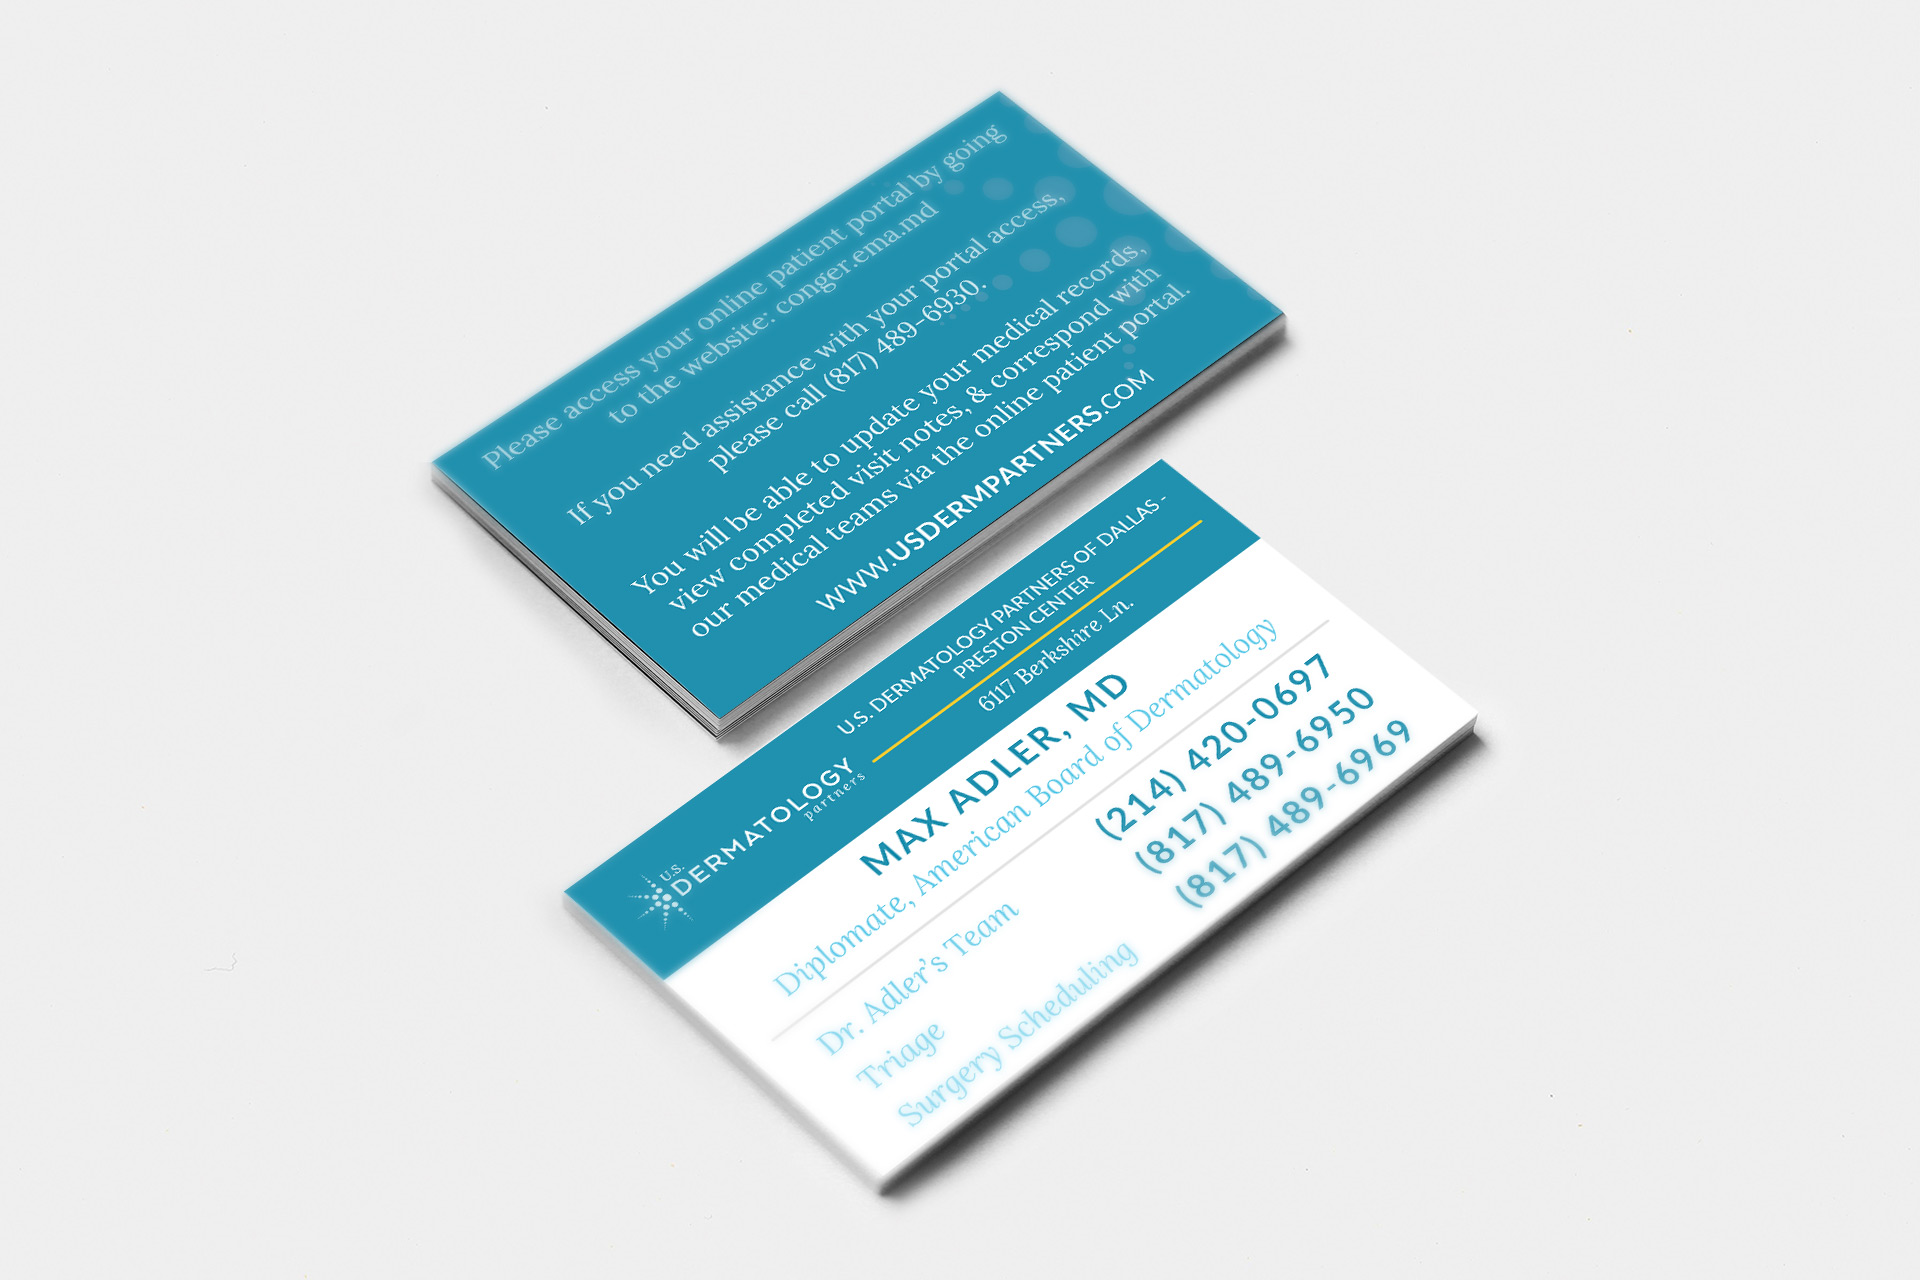 Please access your online patient portal by going
to the website: conger.ema.md
If you need assistance with your portal access,
please call (817) 489-6930.
You will be able to update your medical records,
view completed visit notes, & correspond with
our medical teams via the online patient portal.
WWW.USDERMPARTNERS.COM
U.S. DERMATOLOGY PARTNERS OF DALLAS -
PRESTON CENTER
6117 Berkshire Ln.
U.S.
DERMATOLOGY
partners
MAX ADLER, MD
Diplomate, American Board of Dermatology
Dr. Adler's Team (214) 420-0697
Triage (817) 489-6950
Surgery Scheduling (817) 489-6969